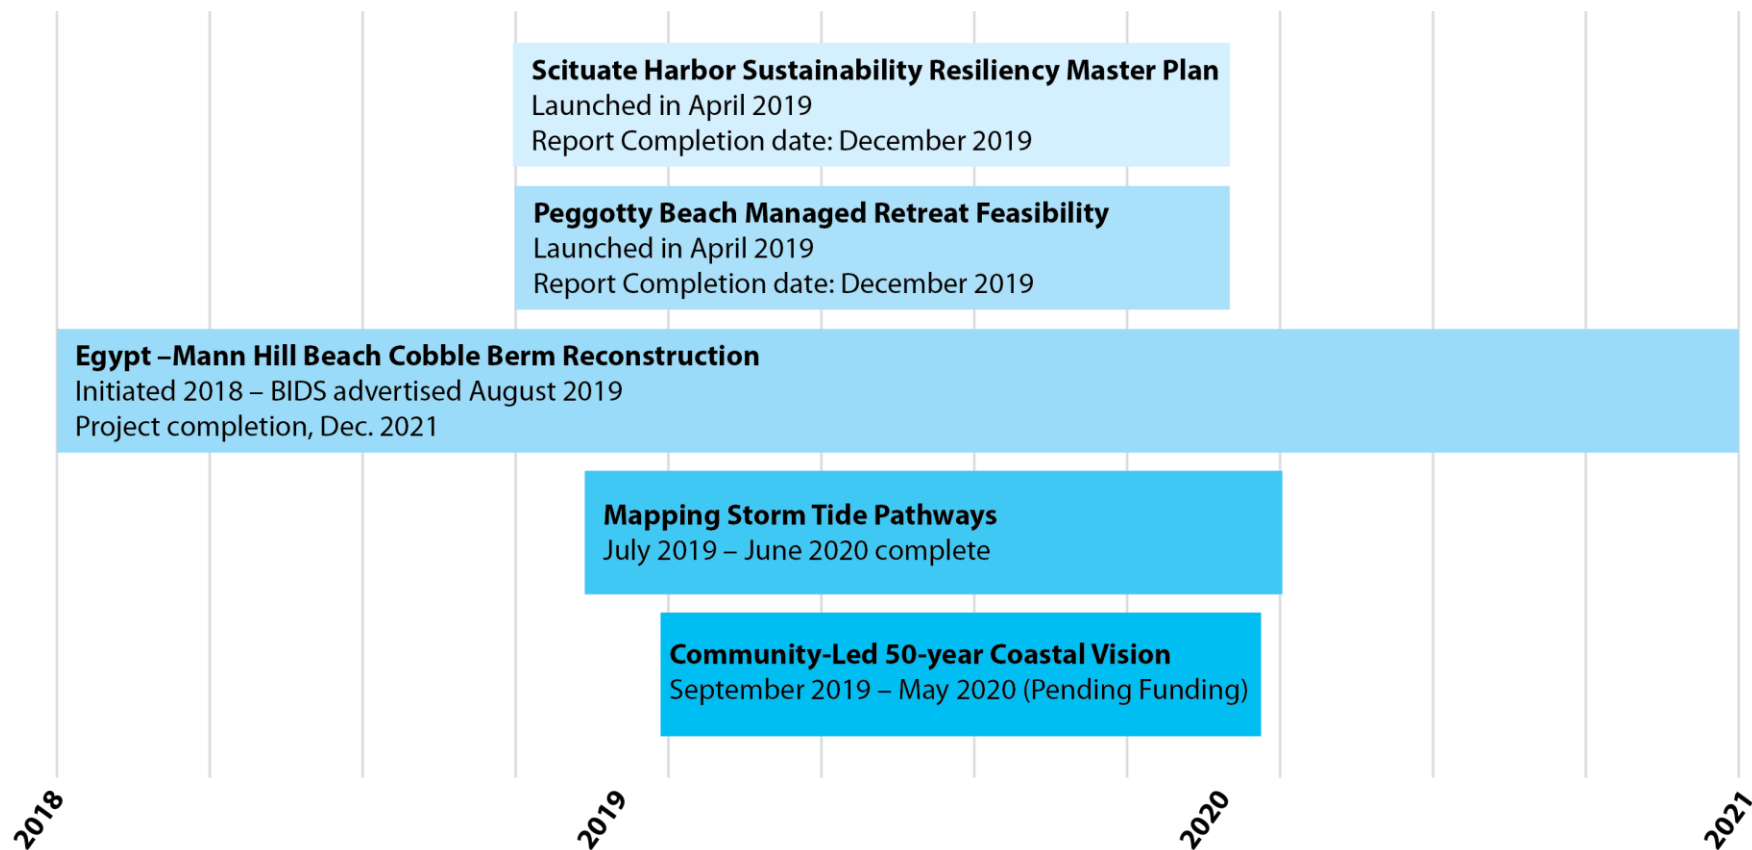 Scituate Harbor Sustainability Resiliency Master Plan
Launched in April 2019
Report Completion date: December 2019
Peggotty Beach Managed Retreat Feasibility
Launched in April 2019
Report Completion date: December 2019
Egypt –Mann Hill Beach Cobble Berm Reconstruction
Initiated 2018 – BIDS advertised August 2019
Project completion, Dec. 2021
Mapping Storm Tide Pathways
July 2019 – June 2020 complete
Community-Led 50-year Coastal Vision
September 2019 – May 2020 (Pending Funding)
2018
2019
2020
2021